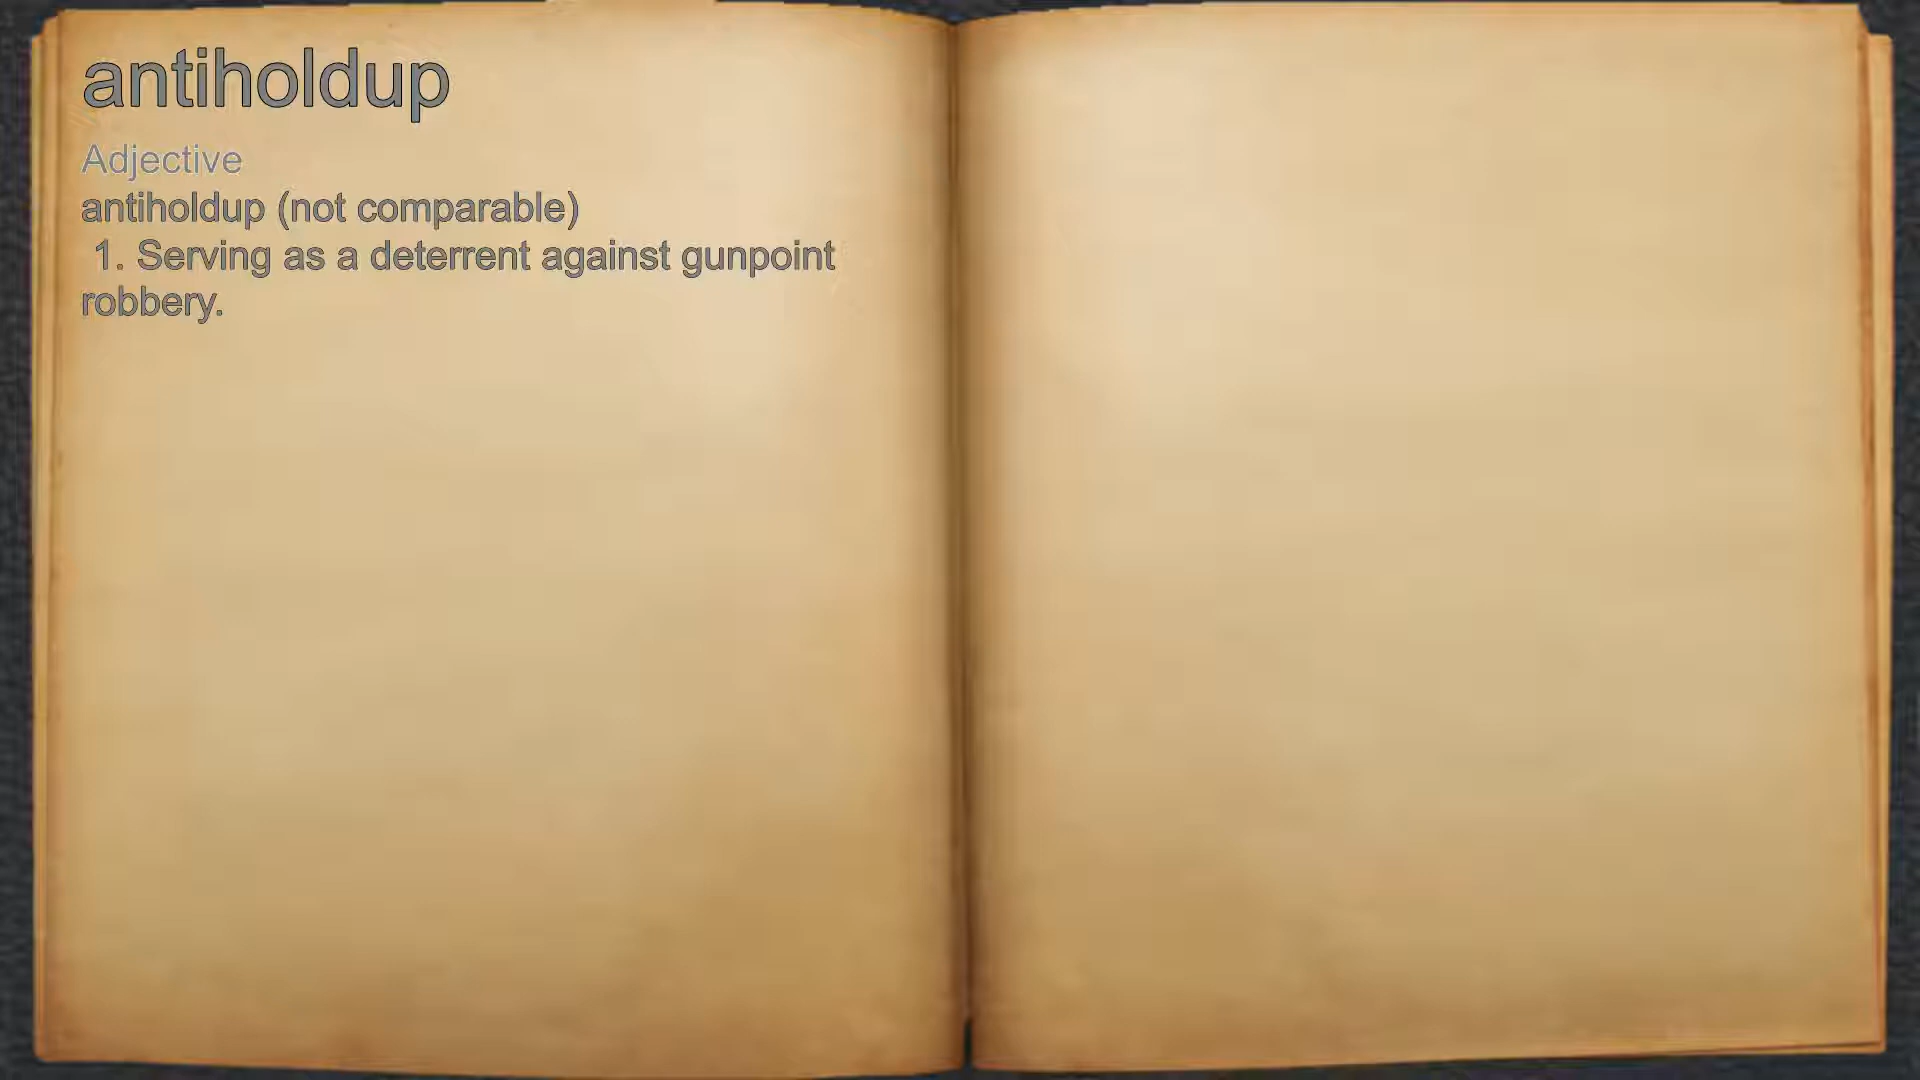 antiholdup
Adjective
antiholdup (not comparable)
1. Serving as a deterrent against gunpoint
robbery.